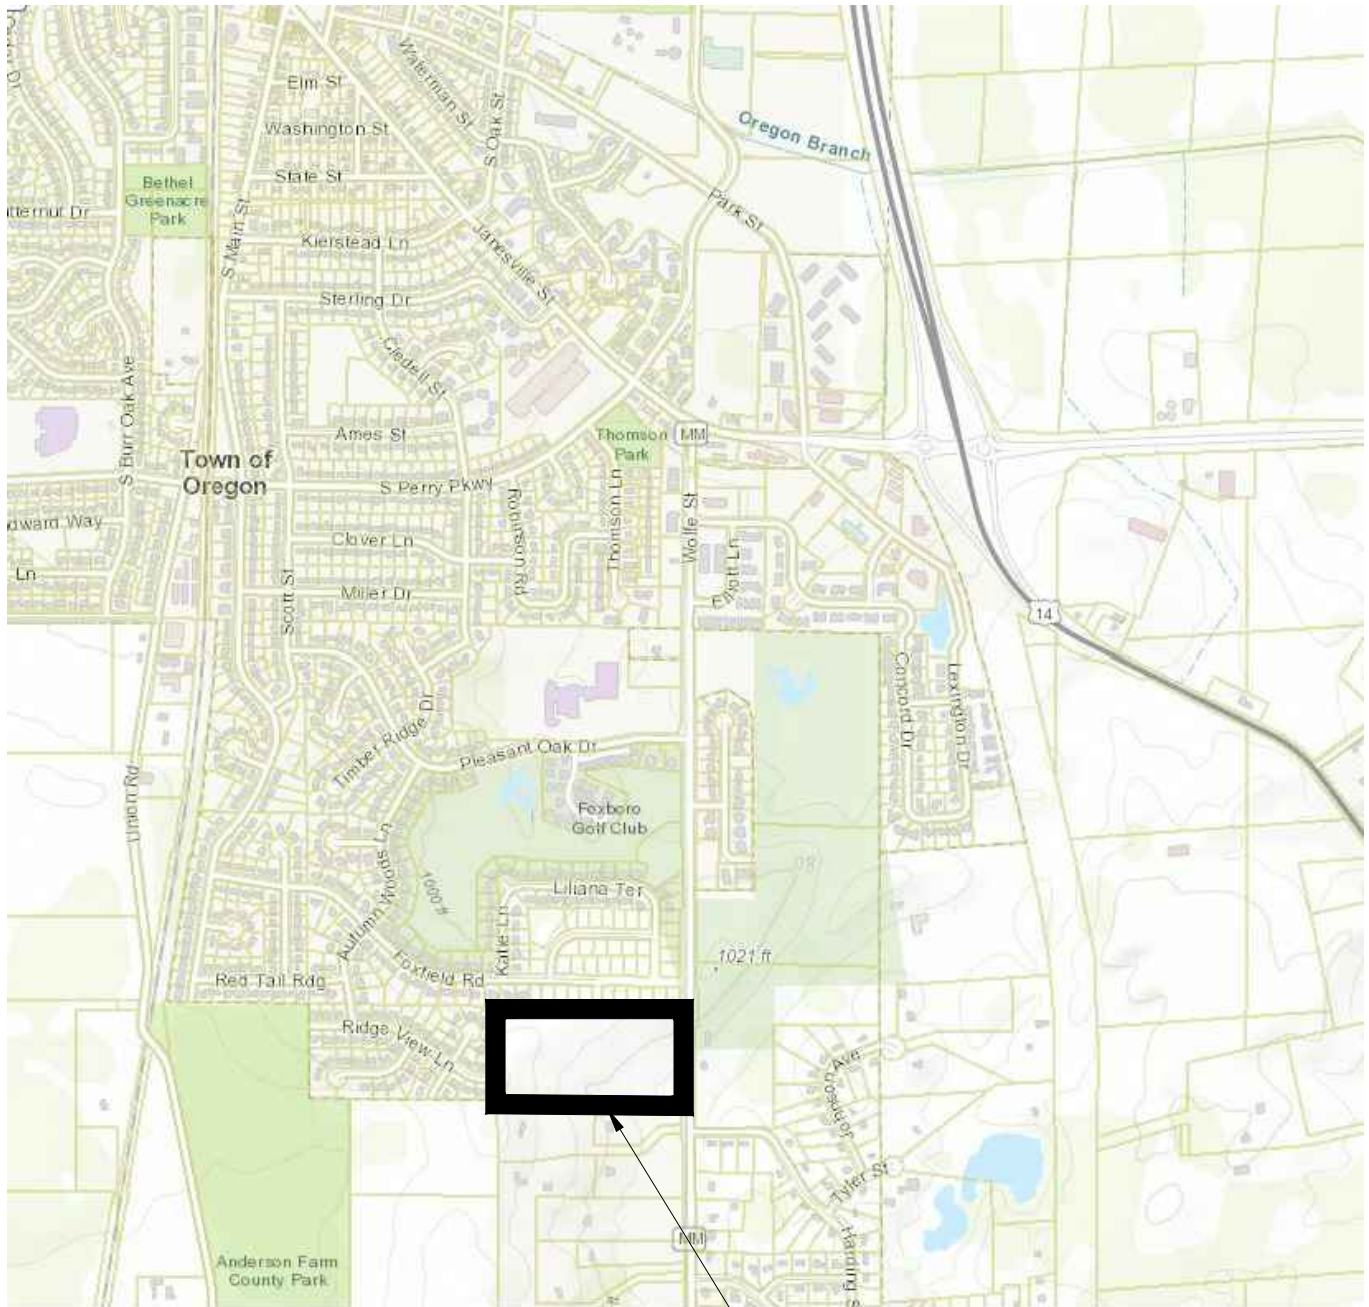 Elm St
Waterman St
S Oak St
Washington St
Oregon Branch
State St
Bethel
Greenacre
Park
Park St
S Main St
Kierstead Ln
Janesville St
Sterling Dr
Cledell St
S Burr Oak Ave
Ames St
Thomson
Park
MM
Town of
Oregon
S Perry Pkwy
Robinson Rd
Thomson Ln
Wolfe St
Clover Ln
Elliott Ln
Ln
Miller Dr
Scott St
14
Concord Dr
Lexington Dr
Timber Ridge Dr
Pleasant Oak Dr
Union Rd
Foxboro
Golf Club
Autumn Woods Ln
1000 ft
Liliana Ter
Katie Ln
1021 ft
Foxfield Rd
Red Tail Rdg
Ridge View Ln
Johnson Ave
Tyler St
MM
Harding S
Anderson Farm
County Park